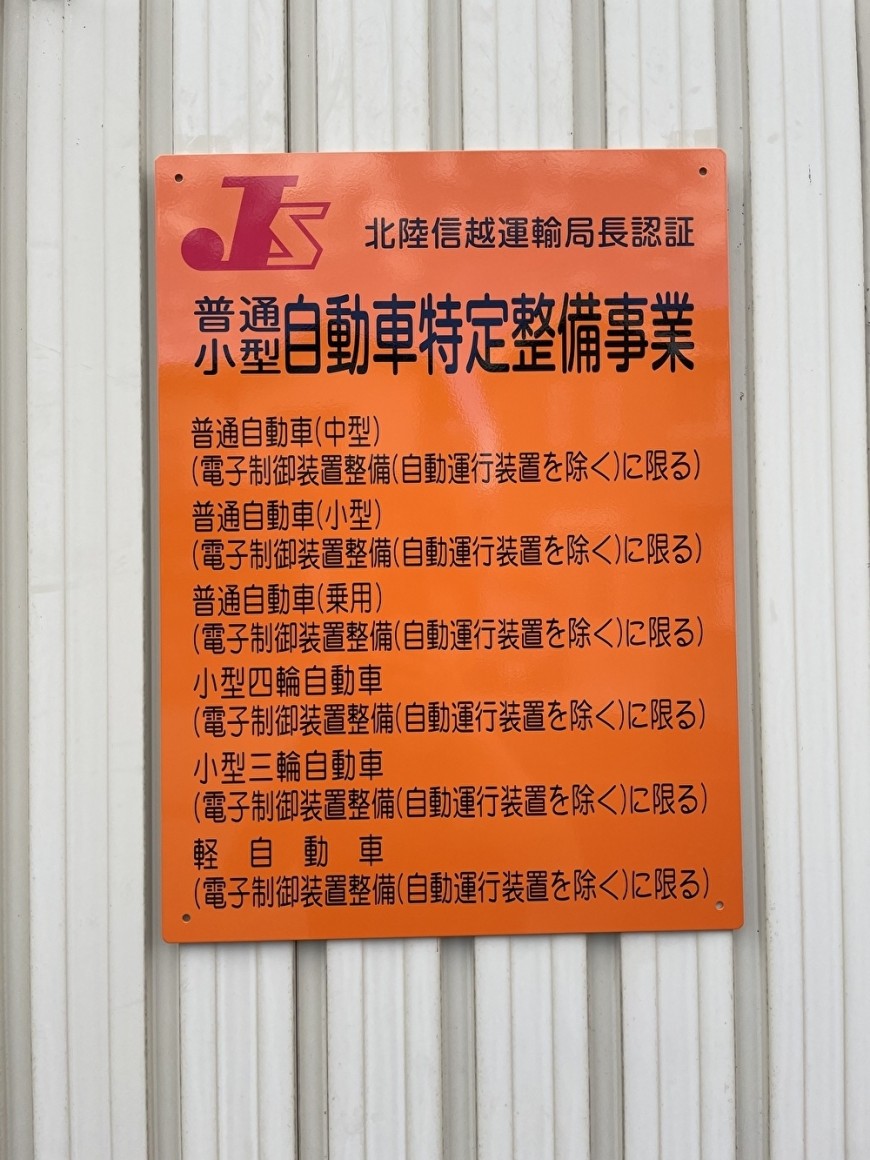 JS
北陸信越運輸局長認証
普通
小型
自動車特定整備事業
普通自動車(中型)
(電子制御装置整備(自動運行装置を除く)に限る)
普通自動車(小型)
(電子制御装置整備(自動運行装置を除く)に限る)
普通自動車(乗用)
(電子制御装置整備(自動運行装置を除く)に限る)
小型四輪自動車
(電子制御装置整備(自動運行装置を除く)に限る)
小型三輪自動車
(電子制御装置整備(自動運行装置を除く)に限る)
軽自動車
(電子制御装置整備(自動運行装置を除く)に限る)